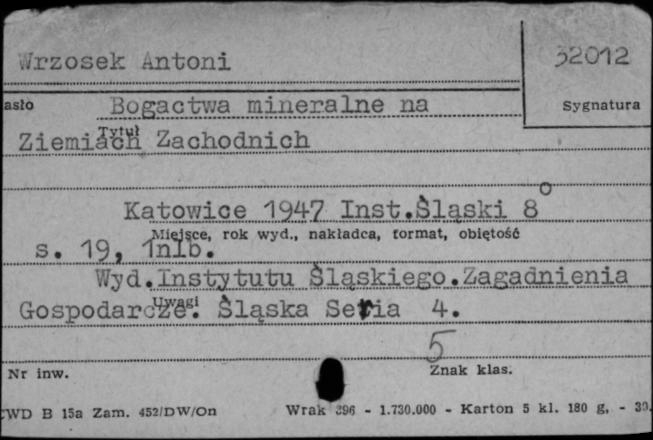 Wrzosek Antoni
32012
asło
Bogactwa mineralne na
Sygnatura
Tytuł
Ziemiach Zachodnich
Katowice 1947 Inst.Śląski 8°
Miejsce, rok wyd., nakładca, format, objętość
s. 19, 1nlb.
Wyd.Instytutu Śląskiego.Zagadnienia
Uwagi
Gospodarcze. Śląska Seria 4.
5
Nr inw.
Znak klas.
CWD B 15a Zam. 452/DW/On
Wrak 396 - 1.730.000 - Karton 5 kl. 180 g, - 30.